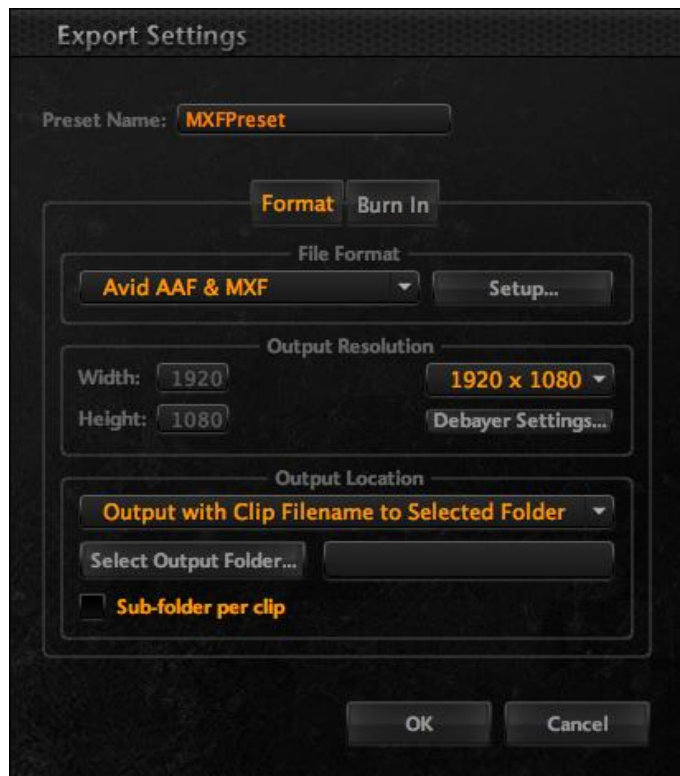 Export Settings
Preset Name: MXFPreset
Format Burn In
File Format
Avid AAF & MXF Setup...
Output Resolution
Width: 1920 1920 x 1080
Height: 1080 Debayer Settings...
Output Location
Output with Clip Filename to Selected Folder
Select Output Folder...
Sub-folder per clip
OK Cancel